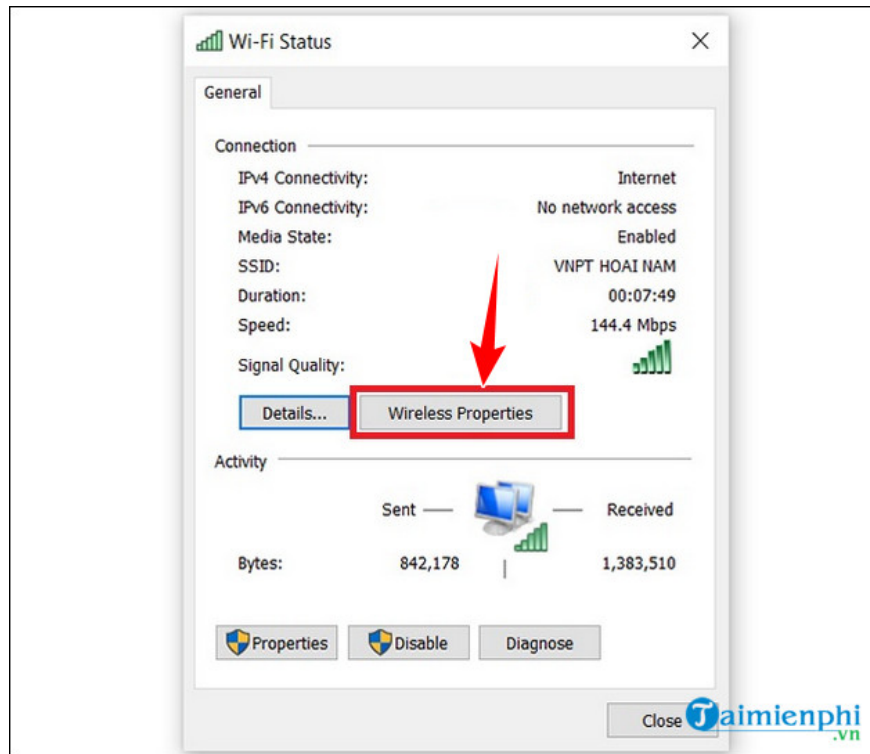 Wi-Fi Status
General
Connection
IPv4 Connectivity: Internet
IPv6 Connectivity: No network access
Media State: Enabled
SSID: VNPT HOAI NAM
Duration: 00:07:49
Speed: 144.4 Mbps
Signal Quality:
Details... Wireless Properties
Activity
Sent Received
Bytes: 842,178 1,383,510
Properties Disable Diagnose
Close
Taimienphi
.vn